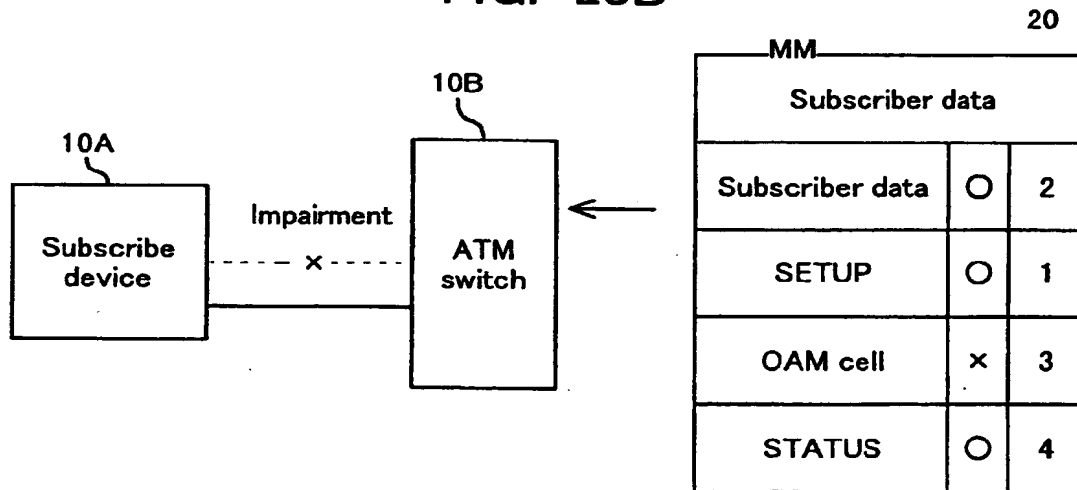 20
MM
Subscriber data
10B
10A
Subscriber data ○ 2
Impairment
Subscribe
device
×
ATM
switch
SETUP ○ 1
OAM cell × 3
STATUS ○ 4